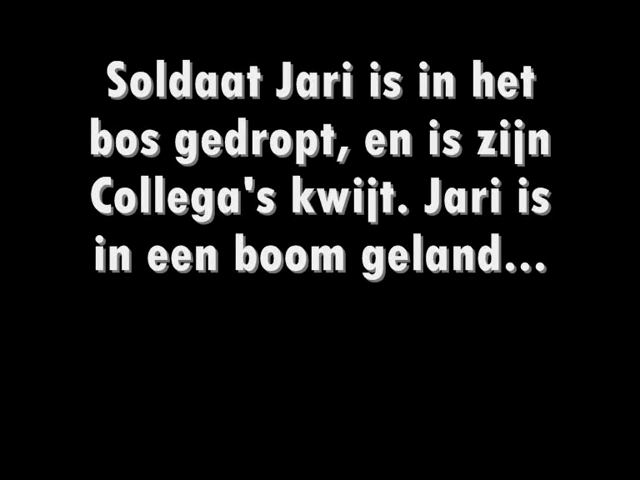 Soldaat Jari is in het
bos gedropt, en is zijn
Collega's kwijt. Jari is
in een boom geland...